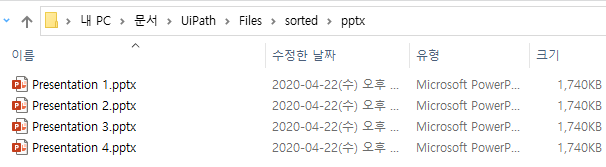 내 PC > 문서 > UiPath > Files > sorted > pptx
이름 수정한 날짜 유형 크기
Presentation 1.pptx 2020-04-22(수) 오후 ... Microsoft PowerP... 1,740KB
Presentation 2.pptx 2020-04-22(수) 오후 ... Microsoft PowerP... 1,740KB
Presentation 3.pptx 2020-04-22(수) 오후 ... Microsoft PowerP... 1,740KB
Presentation 4.pptx 2020-04-22(수) 오후 ... Microsoft PowerP... 1,740KB